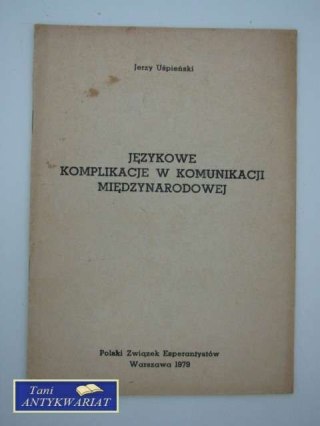 Jerzy Uśpieński
JĘZYKOWE
KOMPLIKACJE W KOMUNIKACJI
MIĘDZYNARODOWEJ
Polski Związek Esperantystów
Warszawa 1979
Tani
ANTYKWARIAT